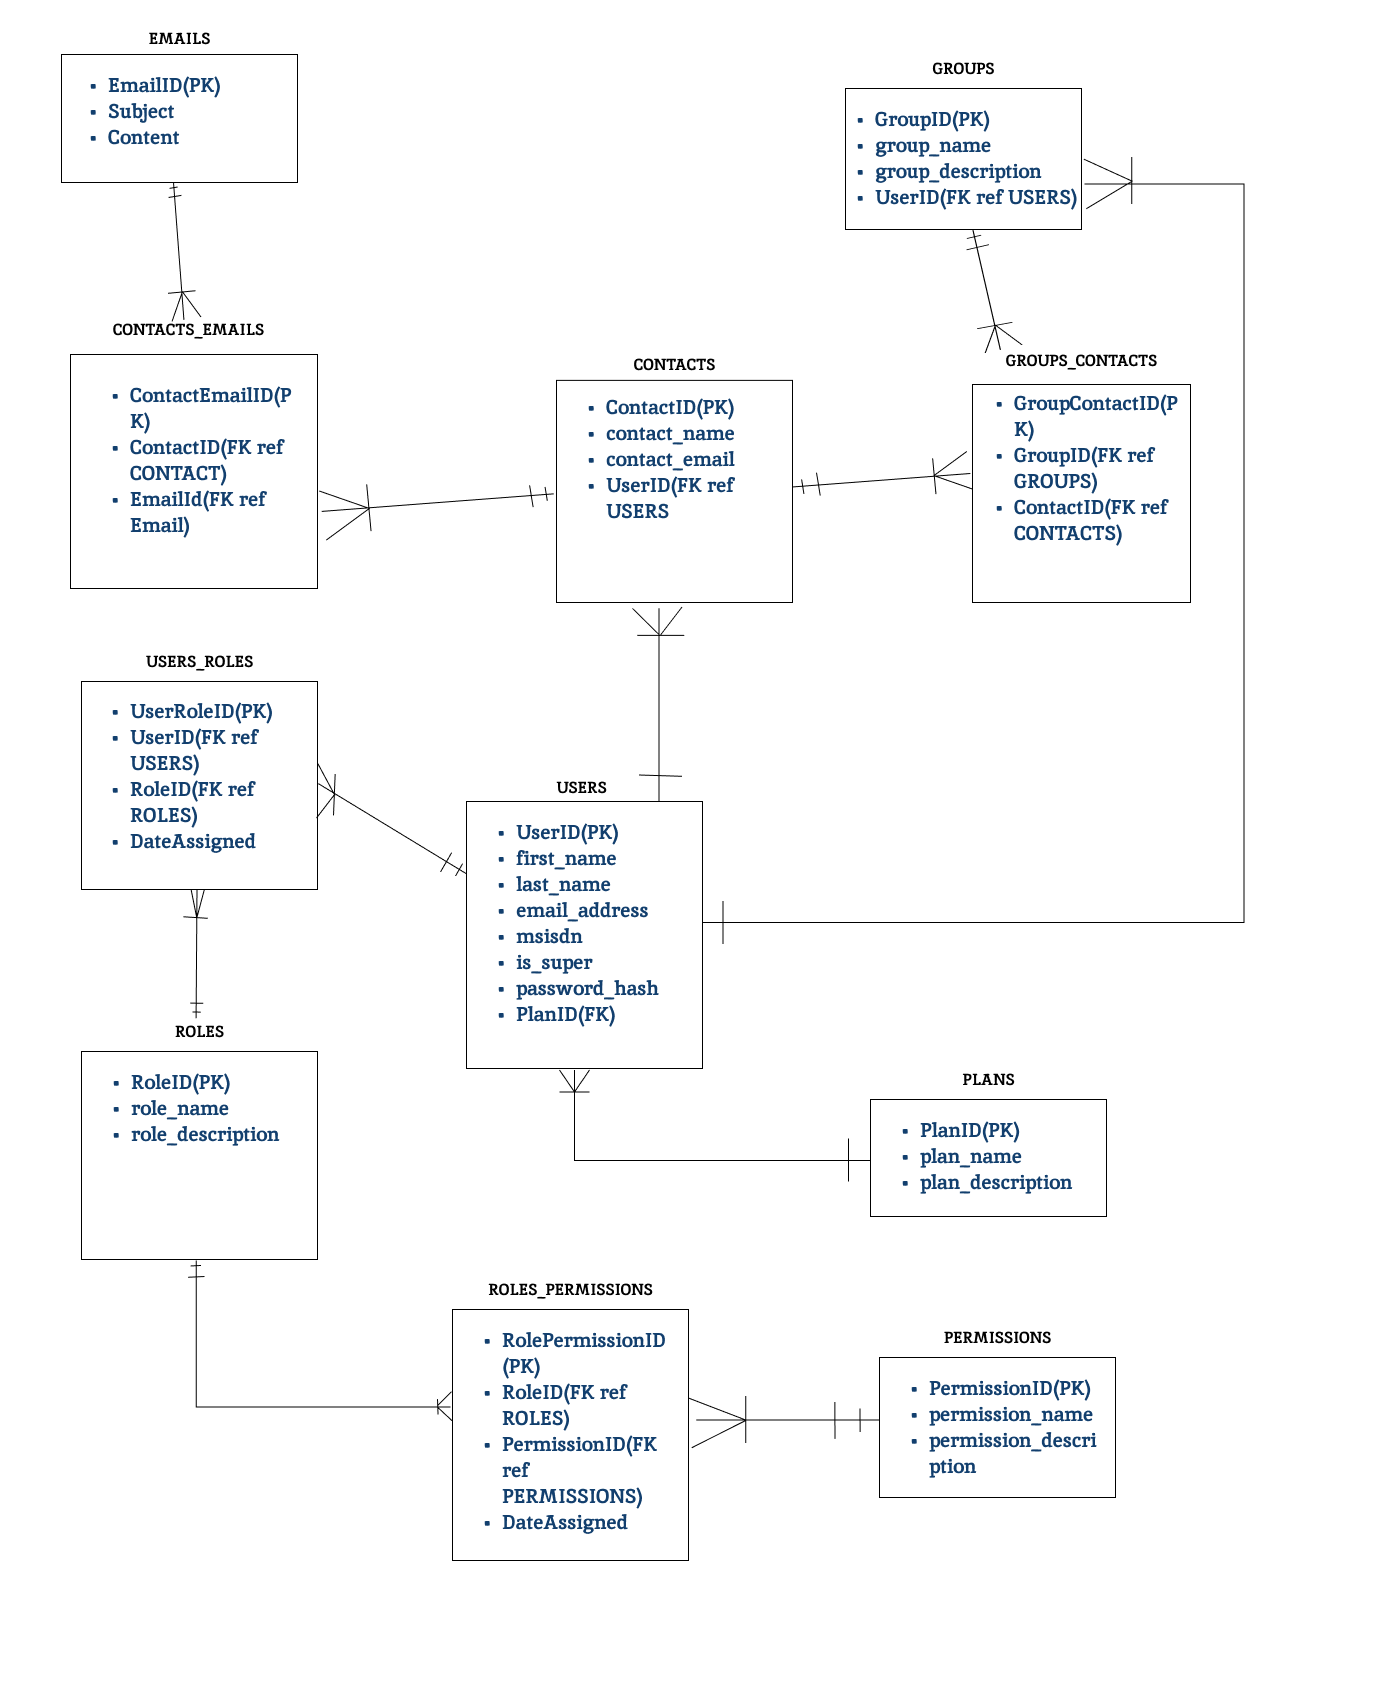 EMAILS
▪ EmailID(PK)
▪ Subject
▪ Content
GROUPS
▪ GroupID(PK)
▪ group_name
▪ group_description
▪ UserID(FK ref USERS)
CONTACTS_EMAILS
▪ ContactEmailID(P
K)
▪ ContactID(FK ref
CONTACT)
▪ EmailId(FK ref
Email)
CONTACTS
▪ ContactID(PK)
▪ contact_name
▪ contact_email
▪ UserID(FK ref
USERS
GROUPS_CONTACTS
▪ GroupContactID(P
K)
▪ GroupID(FK ref
GROUPS)
▪ ContactID(FK ref
CONTACTS)
USERS_ROLES
▪ UserRoleID(PK)
▪ UserID(FK ref
USERS)
▪ RoleID(FK ref
ROLES)
▪ DateAssigned
USERS
▪ UserID(PK)
▪ first_name
▪ last_name
▪ email_address
▪ msisdn
▪ is_super
▪ password_hash
▪ PlanID(FK)
ROLES
▪ RoleID(PK)
▪ role_name
▪ role_description
PLANS
▪ PlanID(PK)
▪ plan_name
▪ plan_description
ROLES_PERMISSIONS
▪ RolePermissionID
(PK)
▪ RoleID(FK ref
ROLES)
▪ PermissionID(FK
ref
PERMISSIONS)
▪ DateAssigned
PERMISSIONS
▪ PermissionID(PK)
▪ permission_name
▪ permission_descri
ption